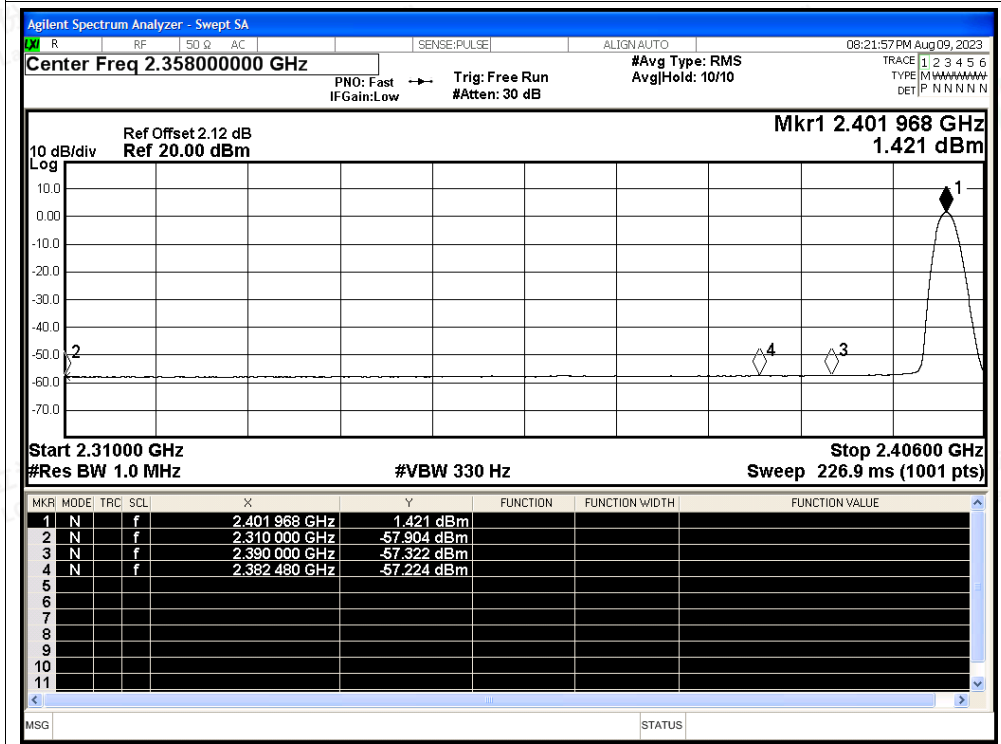 Agilent Spectrum Analyzer - Swept SA
LXI R RF 50 Ω AC SENSE:PULSE ALIGN AUTO 08:21:57 PM Aug 09, 2023
Center Freq 2.358000000 GHz
PNO: Fast
IFGain:Low
Trig: Free Run
#Atten: 30 dB
#Avg Type: RMS
Avg|Hold: 10/10
TRACE 1 2 3 4 5 6
TYPE M WWWWW
DET P N N N N N
Mkr1 2.401 968 GHz
1.421 dBm
Ref Offset 2.12 dB
10 dB/div Ref 20.00 dBm
Log
10.0
0.00
-10.0
-20.0
-30.0
-40.0
-50.0
-60.0
-70.0
1
2
4
3
Start 2.31000 GHz Stop 2.40600 GHz
#Res BW 1.0 MHz #VBW 330 Hz Sweep 226.9 ms (1001 pts)
MKR MODE TRC SCL X Y FUNCTION FUNCTION WIDTH FUNCTION VALUE
1 N f 2.401 968 GHz 1.421 dBm
2 N f 2.310 000 GHz -57.904 dBm
3 N f 2.390 000 GHz -57.322 dBm
4 N f 2.382 480 GHz -57.224 dBm
5
6
7
8
9
10
11
MSG STATUS